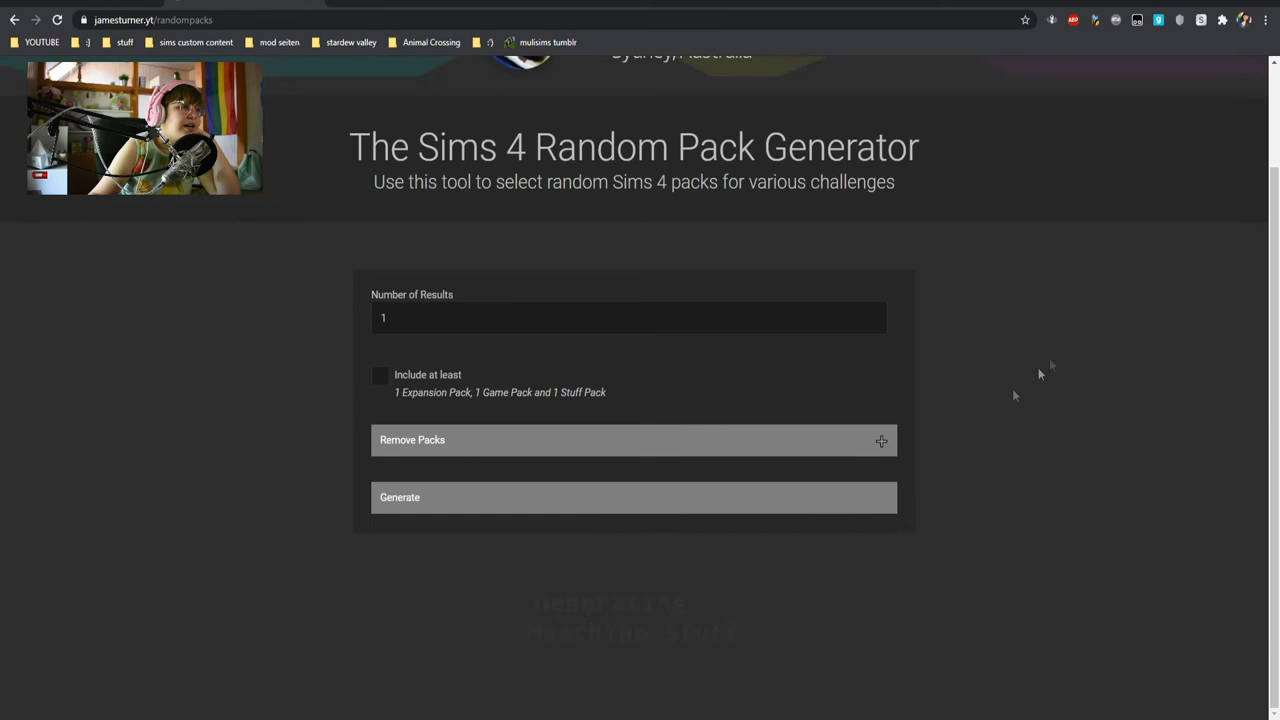 jamesturner.yt/randompacks
YOUTUBE
:]
stuff
sims custom content
mod seiten
stardew valley
Animal Crossing
:')
mulisims tumblr
Sydney, Australia
The Sims 4 Random Pack Generator
Use this tool to select random Sims 4 packs for various challenges
Number of Results
1
Include at least
1 Expansion Pack, 1 Game Pack and 1 Stuff Pack
Remove Packs
Generate